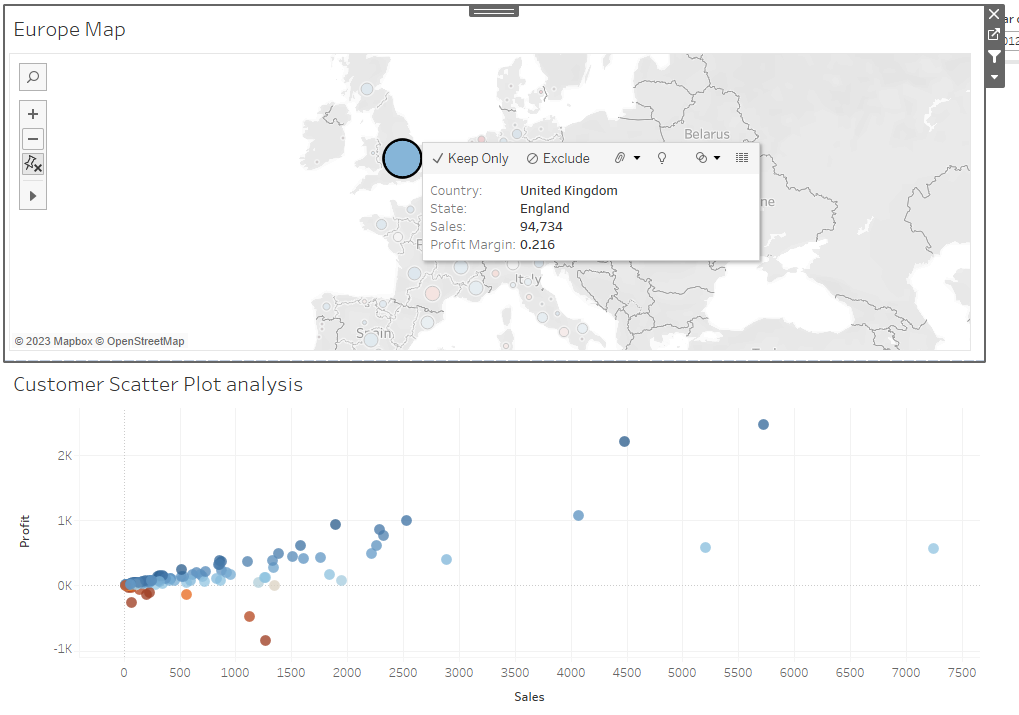 Europe Map
Belarus
Keep Only Exclude
Country: United Kingdom
State: England
Sales: 94,734
Profit Margin: 0.216
ne
Italy
Spain
© 2023 Mapbox © OpenStreetMap
Customer Scatter Plot analysis
2K
1K
0K
-1K
Profit
0 500 1000 1500 2000 2500 3000 3500 4000 4500 5000 5500 6000 6500 7000 7500
Sales